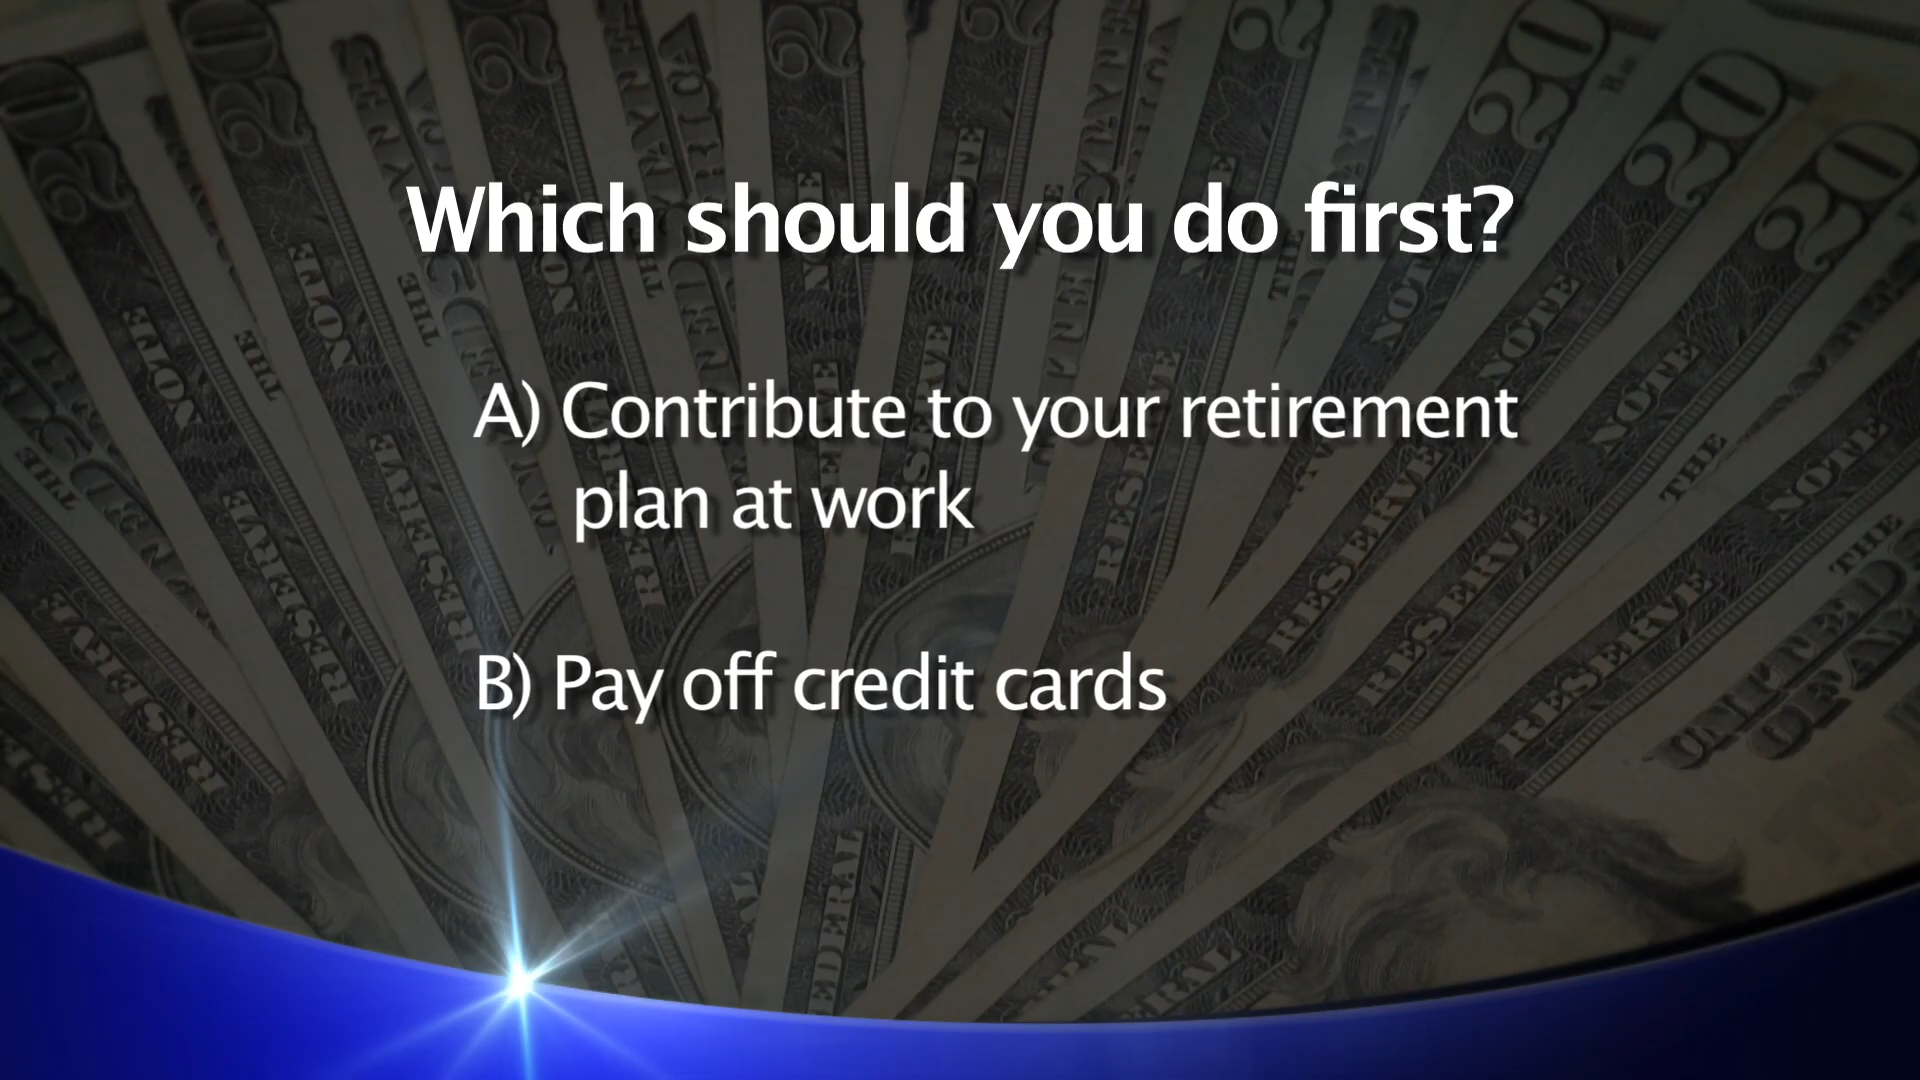 Which should you do first?
A) Contribute to your retirement
plan at work
B) Pay off credit cards